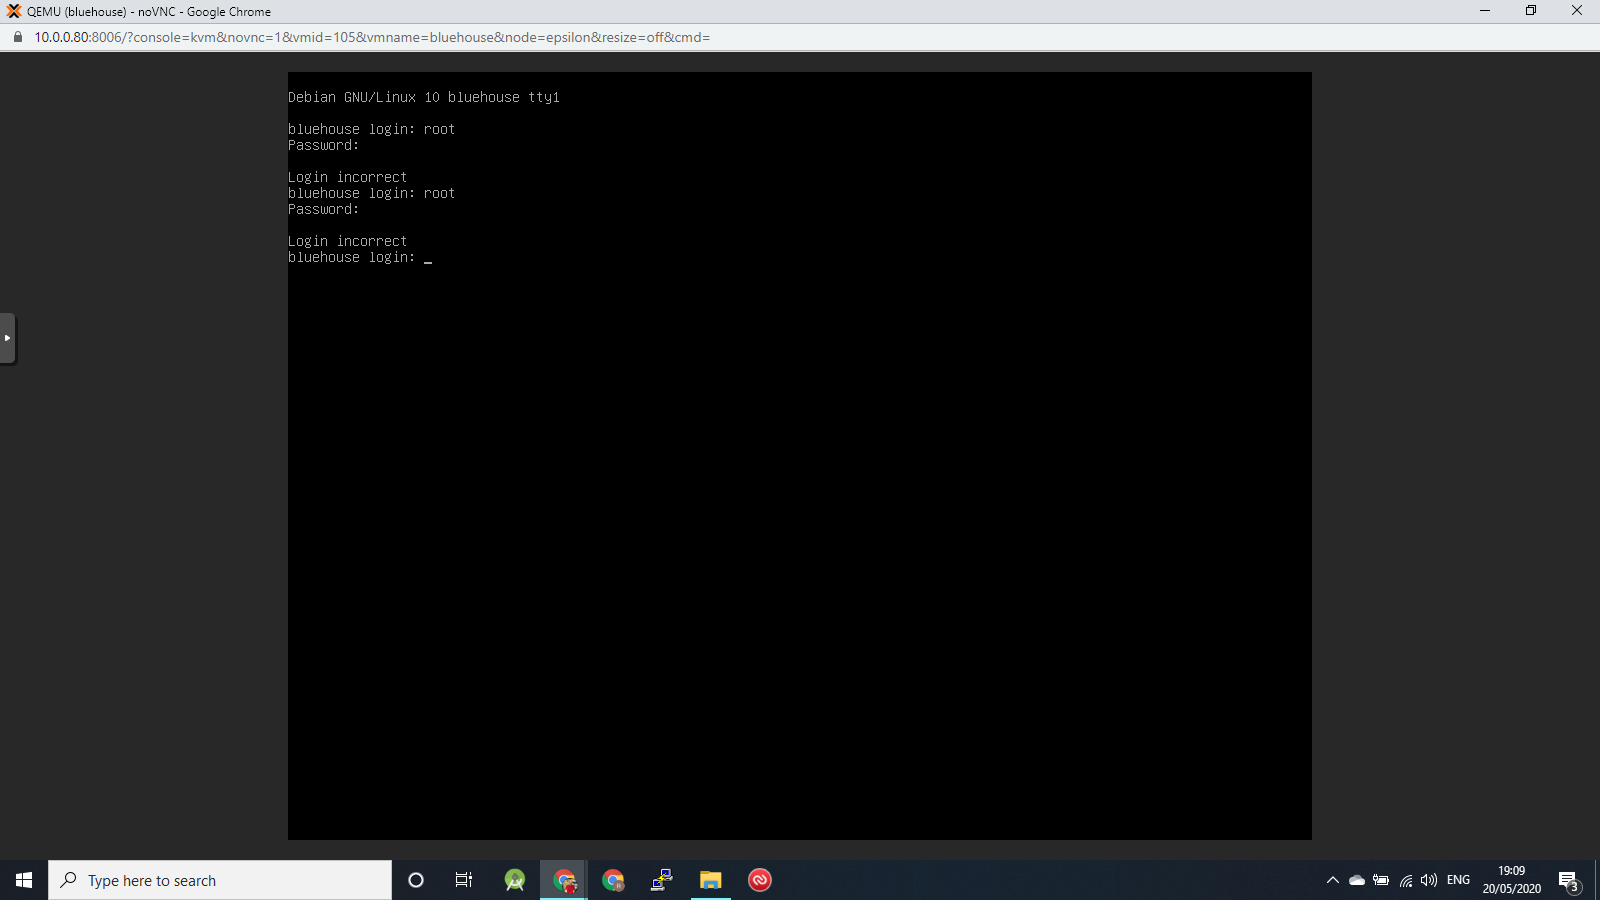 QEMU (bluehouse) - noVNC - Google Chrome
10.0.0.80:8006/?console=kvm&novnc=1&vmid=105&vmname=bluehouse&node=epsilon&resize=off&cmd=
Debian GNU/Linux 10 bluehouse tty1
bluehouse login: root
Password:
Login incorrect
bluehouse login: root
Password:
Login incorrect
bluehouse login: _
Type here to search
ENG
19:09
20/05/2020
3